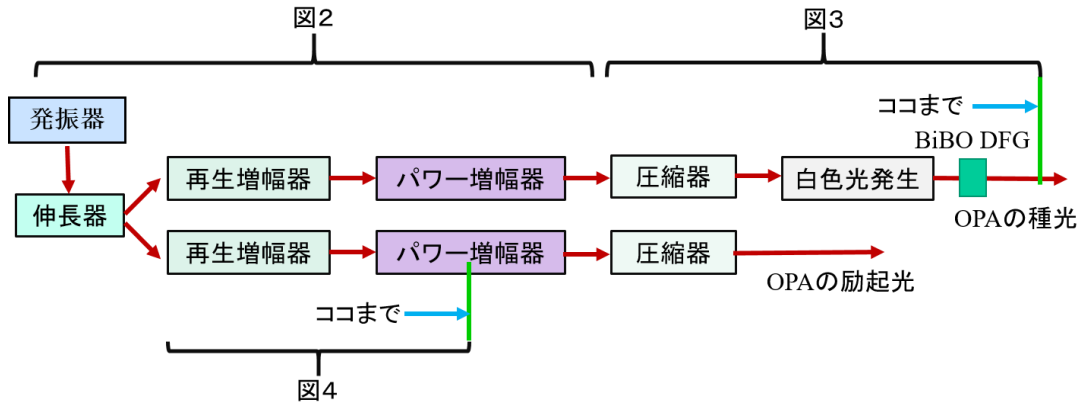 図2
図3
発振器
ココまで
BiBO DFG
再生増幅器
パワー増幅器
圧縮器
白色光発生
伸長器
OPAの種光
再生増幅器
パワー増幅器
圧縮器
OPAの励起光
ココまで
図4